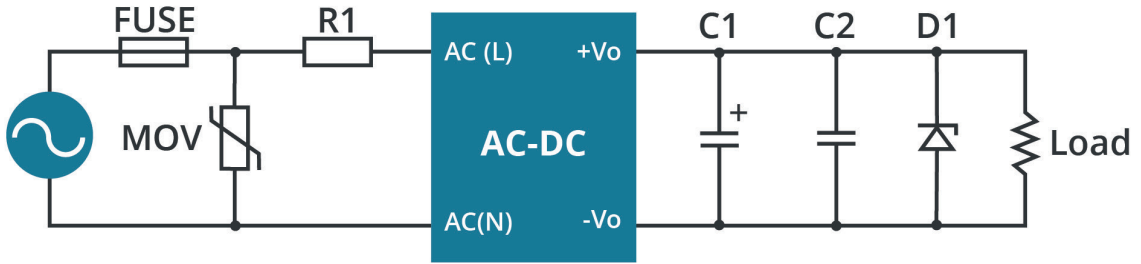 FUSE
R1
C1
C2
D1
AC (L)
+Vo
MOV
AC-DC
+
Load
AC(N)
-Vo